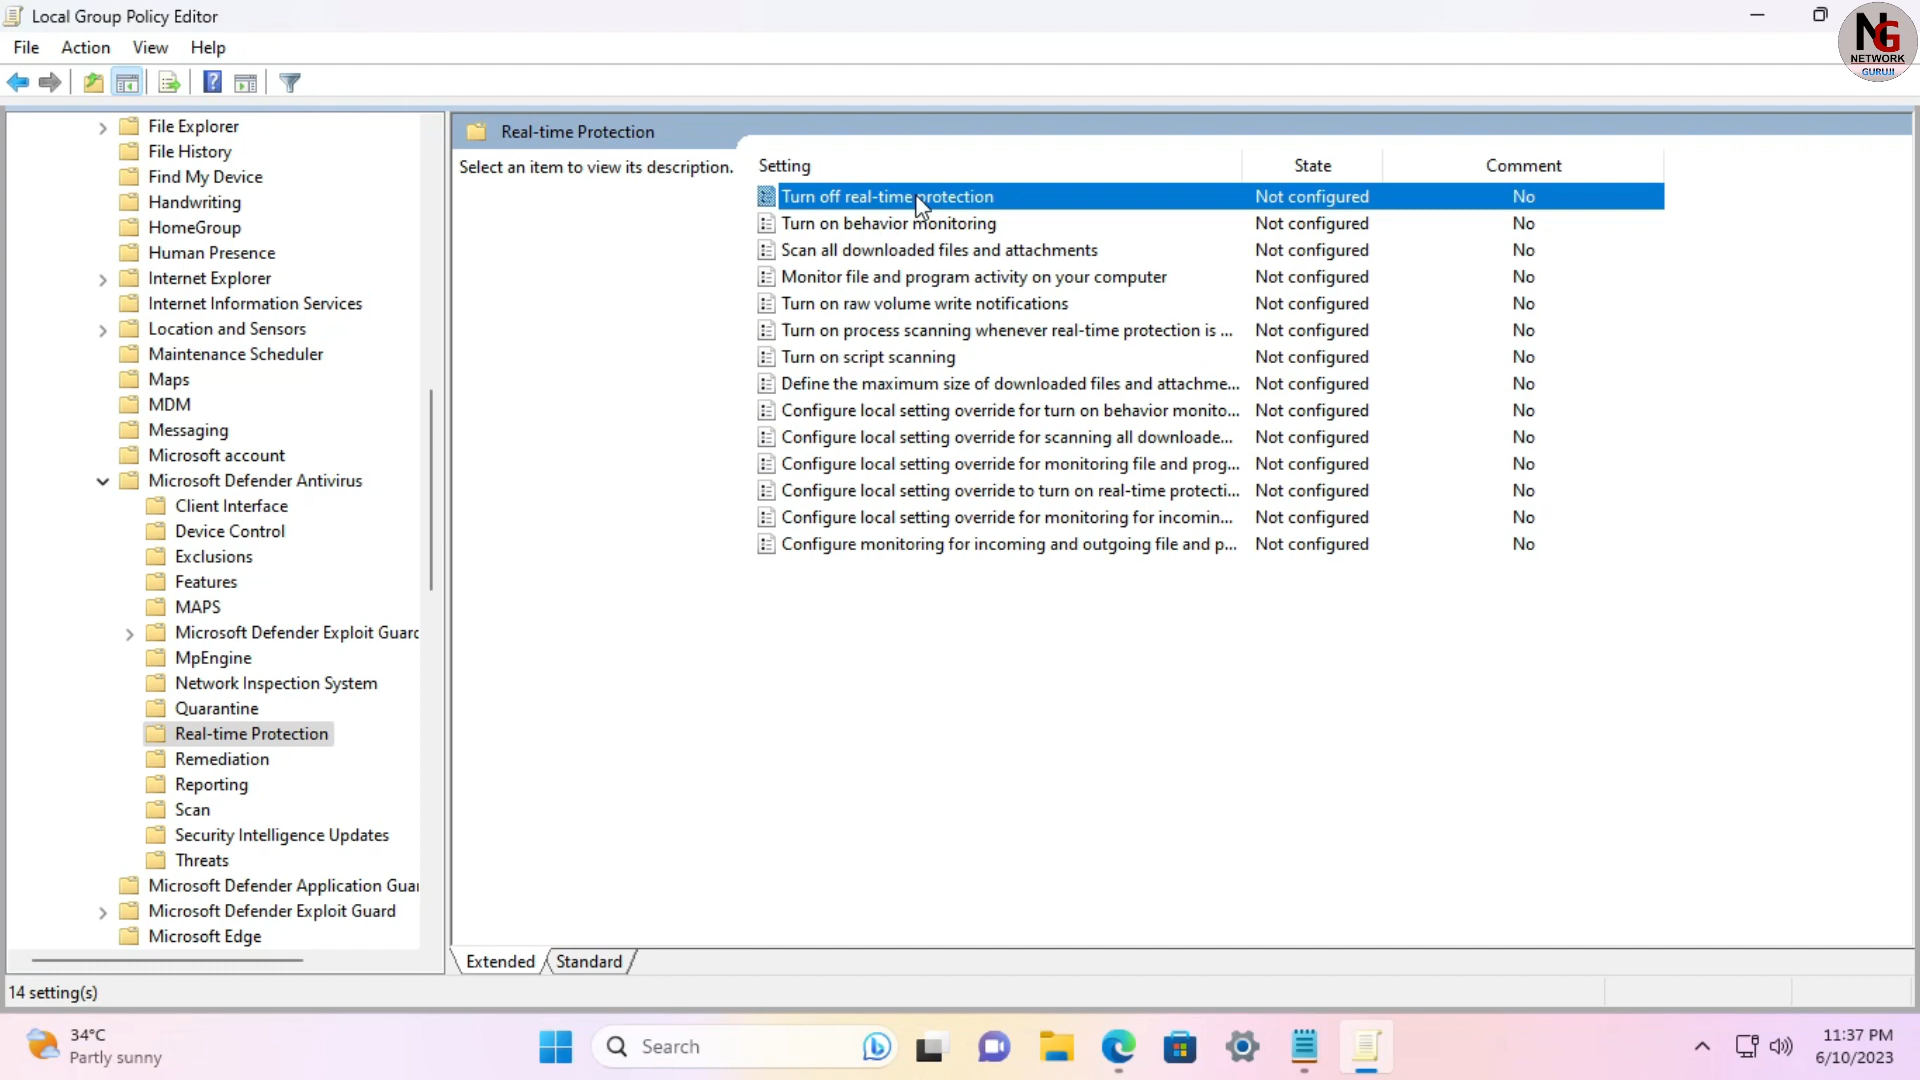 Local Group Policy Editor
File Action View Help
NG
NETWORK
GURUJI
File Explorer
File History
Find My Device
Handwriting
HomeGroup
Human Presence
Internet Explorer
Internet Information Services
Location and Sensors
Maintenance Scheduler
Maps
MDM
Messaging
Microsoft account
Microsoft Defender Antivirus
Client Interface
Device Control
Exclusions
Features
MAPS
Microsoft Defender Exploit Guard
MpEngine
Network Inspection System
Quarantine
Real-time Protection
Remediation
Reporting
Scan
Security Intelligence Updates
Threats
Microsoft Defender Application Gua
Microsoft Defender Exploit Guard
Microsoft Edge
Real-time Protection
Select an item to view its description.
Setting State Comment
Turn off real-time protection Not configured No
Turn on behavior monitoring Not configured No
Scan all downloaded files and attachments Not configured No
Monitor file and program activity on your computer Not configured No
Turn on raw volume write notifications Not configured No
Turn on process scanning whenever real-time protection is ... Not configured No
Turn on script scanning Not configured No
Define the maximum size of downloaded files and attachme... Not configured No
Configure local setting override for turn on behavior monito... Not configured No
Configure local setting override for scanning all downloade... Not configured No
Configure local setting override for monitoring file and prog... Not configured No
Configure local setting override to turn on real-time protecti... Not configured No
Configure local setting override for monitoring for incomin... Not configured No
Configure monitoring for incoming and outgoing file and p... Not configured No
Extended Standard
14 setting(s)
34°C
Partly sunny
Search
11:37 PM
6/10/2023